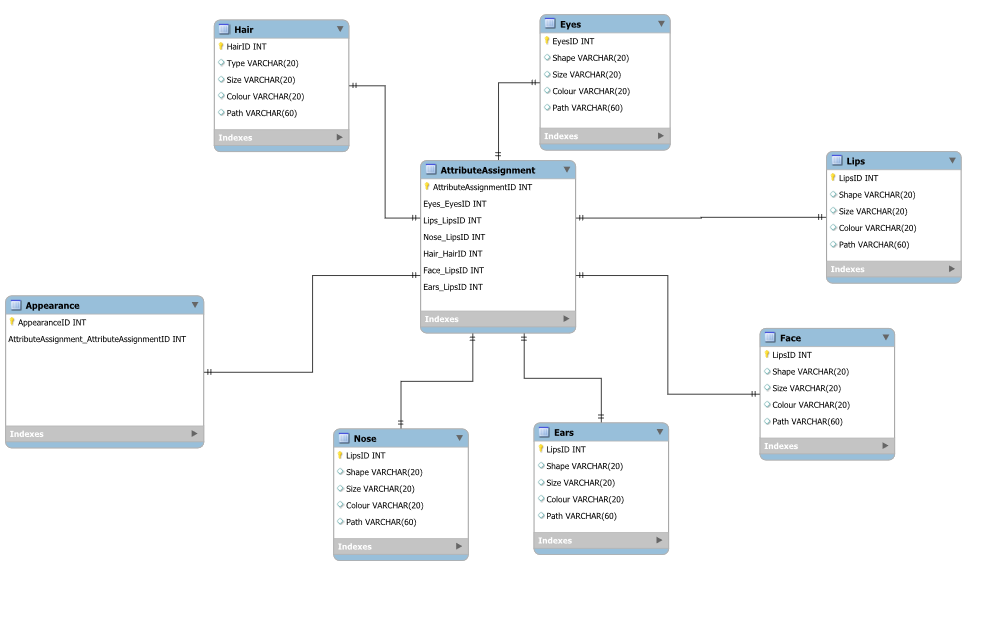 Hair
HairID INT
Type VARCHAR(20)
Size VARCHAR(20)
Colour VARCHAR(20)
Path VARCHAR(60)
Indexes
Eyes
EyesID INT
Shape VARCHAR(20)
Size VARCHAR(20)
Colour VARCHAR(20)
Path VARCHAR(60)
Indexes
AttributeAssignment
AttributeAssignmentID INT
Eyes_EyesID INT
Lips_LipsID INT
Nose_LipsID INT
Hair_HairID INT
Face_LipsID INT
Ears_LipsID INT
Indexes
Lips
LipsID INT
Shape VARCHAR(20)
Size VARCHAR(20)
Colour VARCHAR(20)
Path VARCHAR(60)
Indexes
Appearance
AppearanceID INT
AttributeAssignment_AttributeAssignmentID INT
Indexes
Face
LipsID INT
Shape VARCHAR(20)
Size VARCHAR(20)
Colour VARCHAR(20)
Path VARCHAR(60)
Indexes
Nose
LipsID INT
Shape VARCHAR(20)
Size VARCHAR(20)
Colour VARCHAR(20)
Path VARCHAR(60)
Indexes
Ears
LipsID INT
Shape VARCHAR(20)
Size VARCHAR(20)
Colour VARCHAR(20)
Path VARCHAR(60)
Indexes